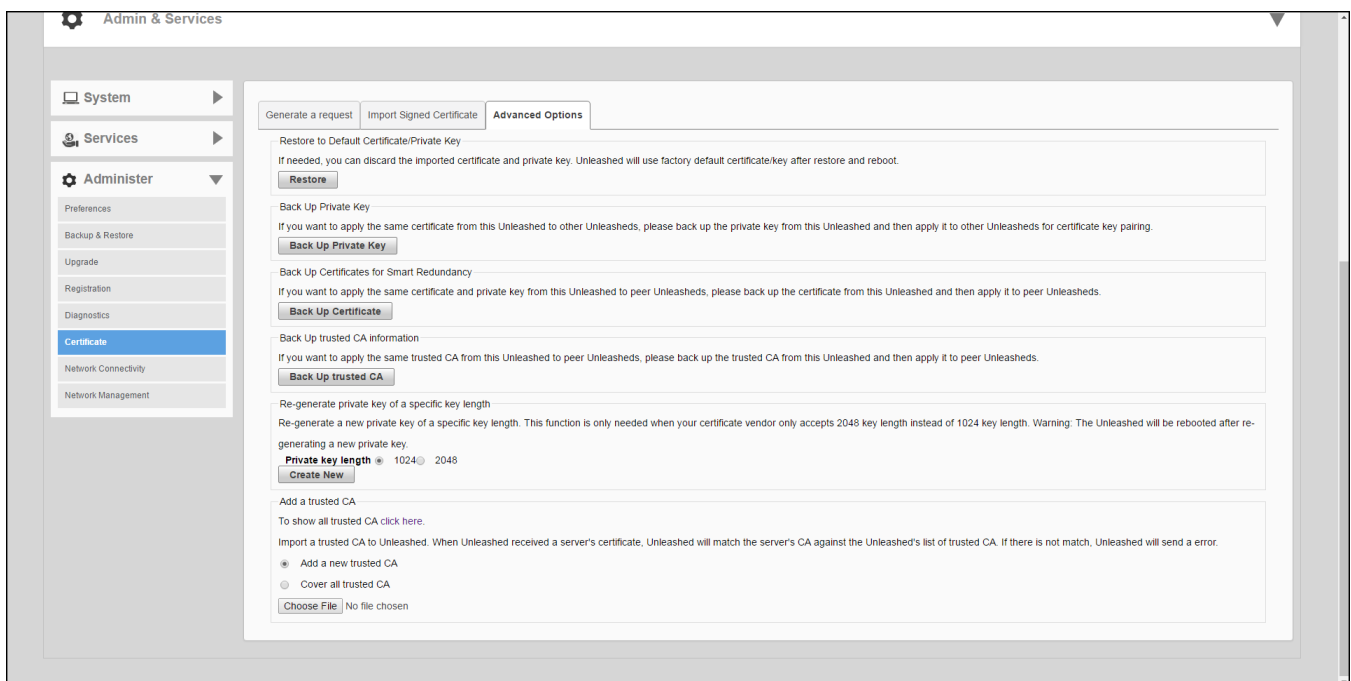 Admin & Services
System
Services
Administer
Preferences
Backup & Restore
Upgrade
Registration
Diagnostics
Certificate
Network Connectivity
Network Management
Generate a request Import Signed Certificate Advanced Options
Restore to Default Certificate/Private Key
If needed, you can discard the imported certificate and private key. Unleashed will use factory default certificate/key after restore and reboot.
Restore
Back Up Private Key
If you want to apply the same certificate from this Unleashed to other Unleasheds, please back up the private key from this Unleashed and then apply it to other Unleasheds for certificate key pairing.
Back Up Private Key
Back Up Certificates for Smart Redundancy
If you want to apply the same certificate and private key from this Unleashed to peer Unleasheds, please back up the certificate from this Unleashed and then apply it to peer Unleasheds.
Back Up Certificate
Back Up trusted CA information
If you want to apply the same trusted CA from this Unleashed to peer Unleasheds, please back up the trusted CA from this Unleashed and then apply it to peer Unleasheds.
Back Up trusted CA
Re-generate private key of a specific key length
Re-generate a new private key of a specific key length. This function is only needed when your certificate vendor only accepts 2048 key length instead of 1024 key length. Warning: The Unleashed will be rebooted after re-
generating a new private key.
Private key length 1024 2048
Create New
Add a trusted CA
To show all trusted CA click here.
Import a trusted CA to Unleashed. When Unleashed received a server's certificate, Unleashed will match the server's CA against the Unleashed's list of trusted CA. If there is not match, Unleashed will send a error.
Add a new trusted CA
Cover all trusted CA
Choose File No file chosen